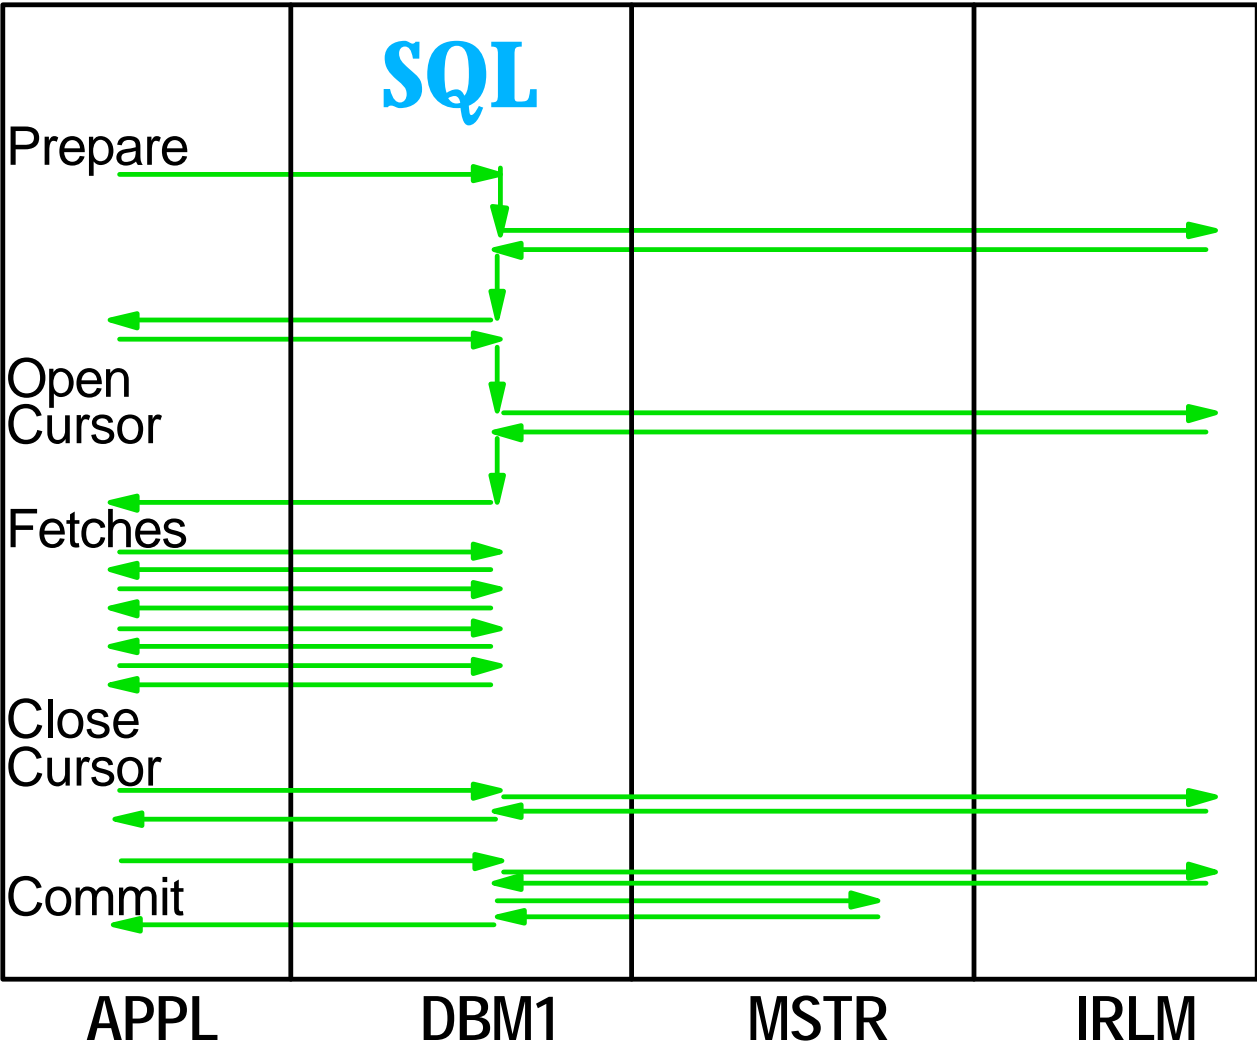 SQL
Prepare
Open
Cursor
Fetches
Close
Cursor
Commit
APPL
DBM1
MSTR
IRLM